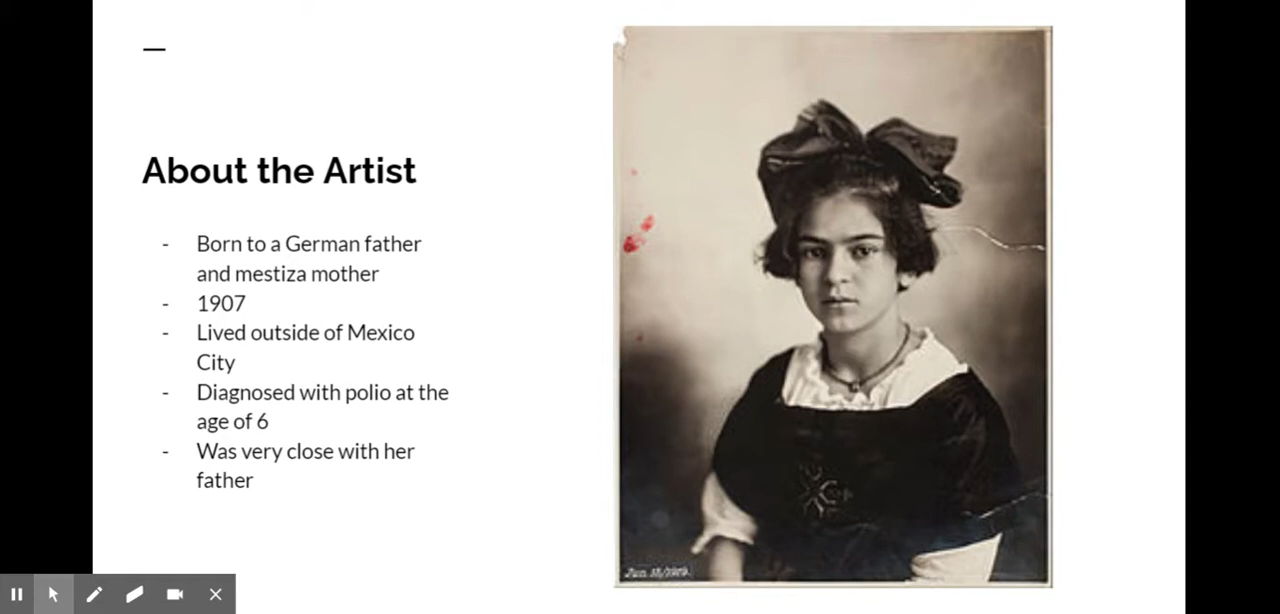 About the Artist
- Born to a German father
and mestiza mother
- 1907
- Lived outside of Mexico
City
- Diagnosed with polio at the
age of 6
- Was very close with her
father